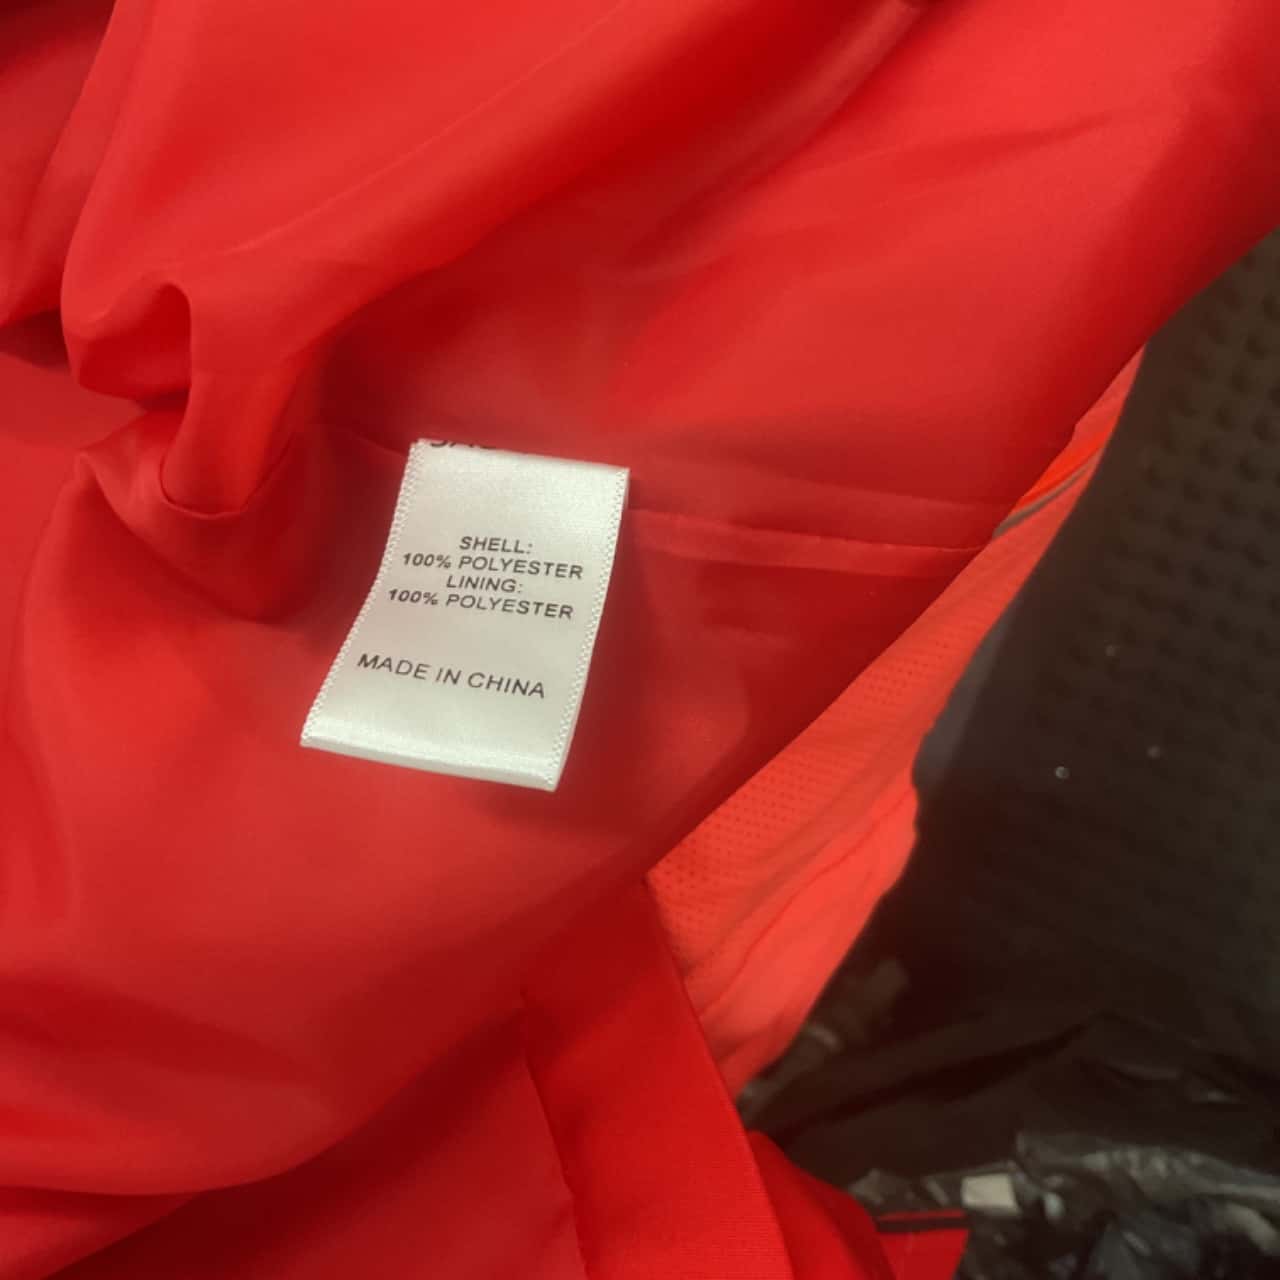 SHELL:
100% POLYESTER
LINING:
100% POLYESTER
MADE IN CHINA